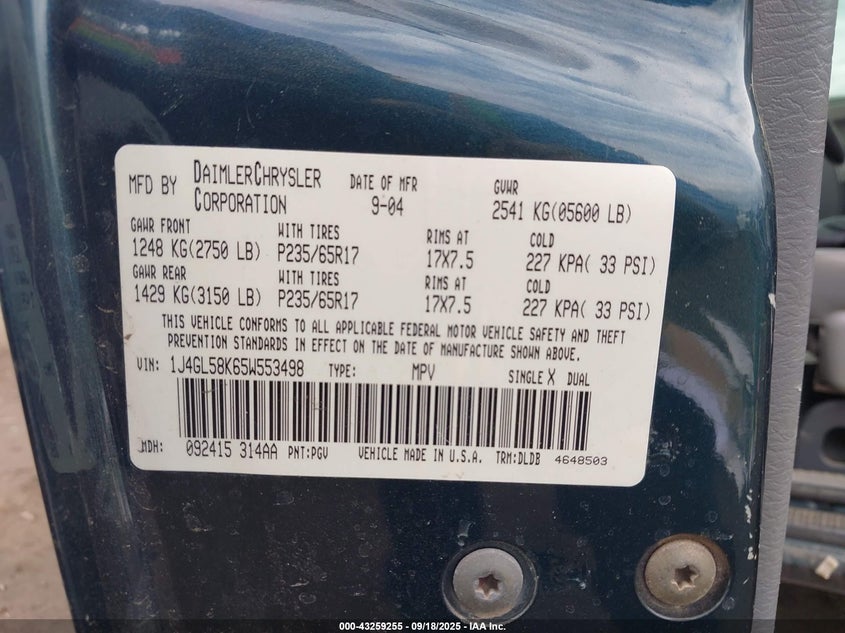 MFD BY DAIMLERCHRYSLER CORPORATION DATE OF MFR 9-04 GVWR 2541 KG(05600 LB)
GAWR FRONT WITH TIRES RIMS AT COLD
1248 KG(2750 LB) P235/65R17 17X7.5 227 KPA( 33 PSI)
GAWR REAR WITH TIRES RIMS AT COLD
1429 KG(3150 LB) P235/65R17 17X7.5 227 KPA( 33 PSI)
THIS VEHICLE CONFORMS TO ALL APPLICABLE FEDERAL MOTOR VEHICLE SAFETY AND THEFT
PREVENTION STANDARDS IN EFFECT ON THE DATE OF MANUFACTURE SHOWN ABOVE.
VIN: 1J4GL58K65W553498 TYPE: MPV SINGLE X DUAL
MDH: 092415 314AA PNT:PGV VEHICLE MADE IN U.S.A. TRM:DLDB 4648503
000-43259255 - 09/18/2025 - IAA Inc.